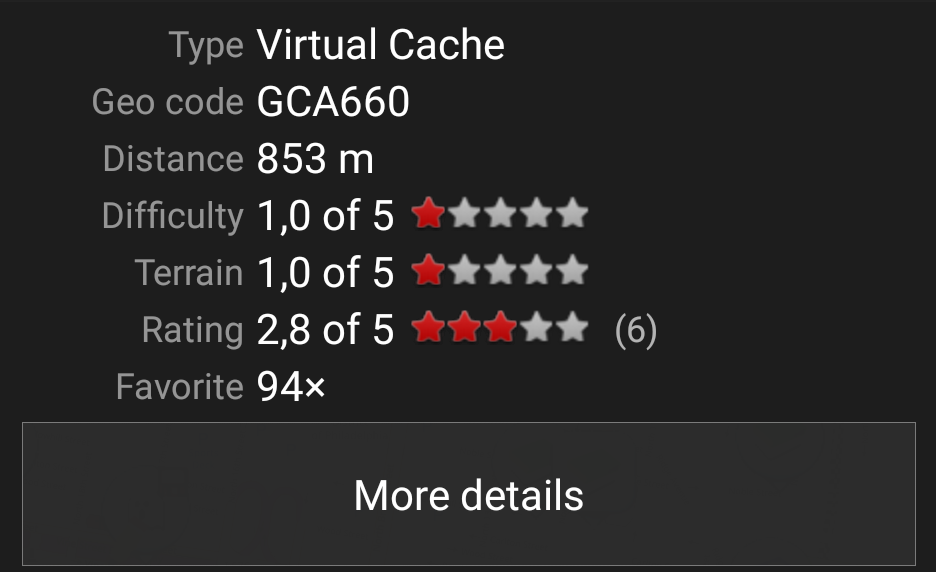 Type Virtual Cache
Geo code GCA660
Distance 853 m
Difficulty 1,0 of 5
Terrain 1,0 of 5
Rating 2,8 of 5 (6)
Favorite 94×
More details